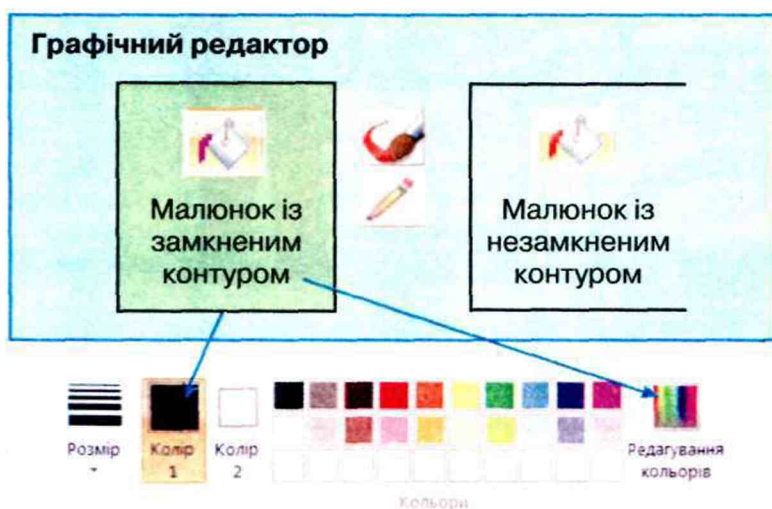 Графічний редактор
Малюнок із
замкненим
контуром
Малюнок із
незамкненим
контуром
Розмір
Колір
1
Колір
2
Редагування
кольорів
Кольори